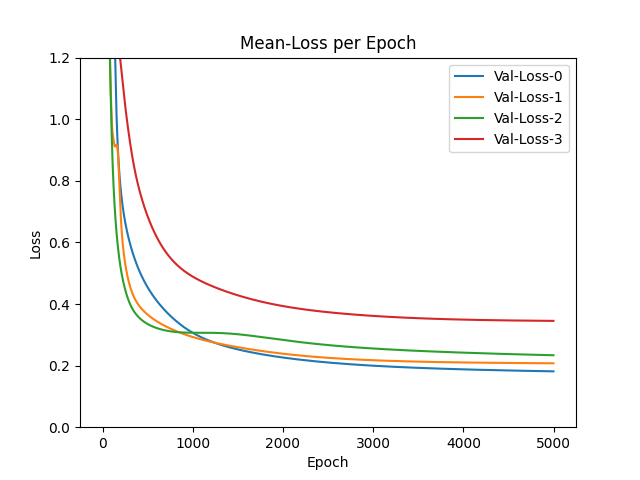 Mean-Loss per Epoch
Loss
1.2
1.0
0.8
0.6
0.4
0.2
0.0
Val-Loss-0
Val-Loss-1
Val-Loss-2
Val-Loss-3
0 1000 2000 3000 4000 5000
Epoch